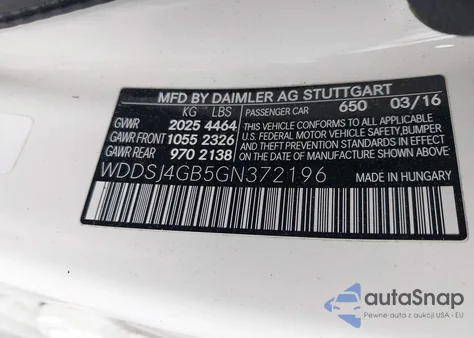 MFD BY DAIMLER AG STUTTGART
KG LBS PASSENGER CAR 650 03/16
GVWR 2025 4464
GAWR FRONT 1055 2326
GAWR REAR 970 2138
THIS VEHICLE CONFORMS TO ALL APPLICABLE
U.S. FEDERAL MOTOR VEHICLE SAFETY, BUMPER
AND THEFT PREVENTION STANDARDS IN EFFECT
ON THE DATE OF MANUFACTURE SHOWN ABOVE.
MADE IN HUNGARY
WDDSJ4GB5GN372196
autoSnap
Pewne auta z aukcji USA - EU